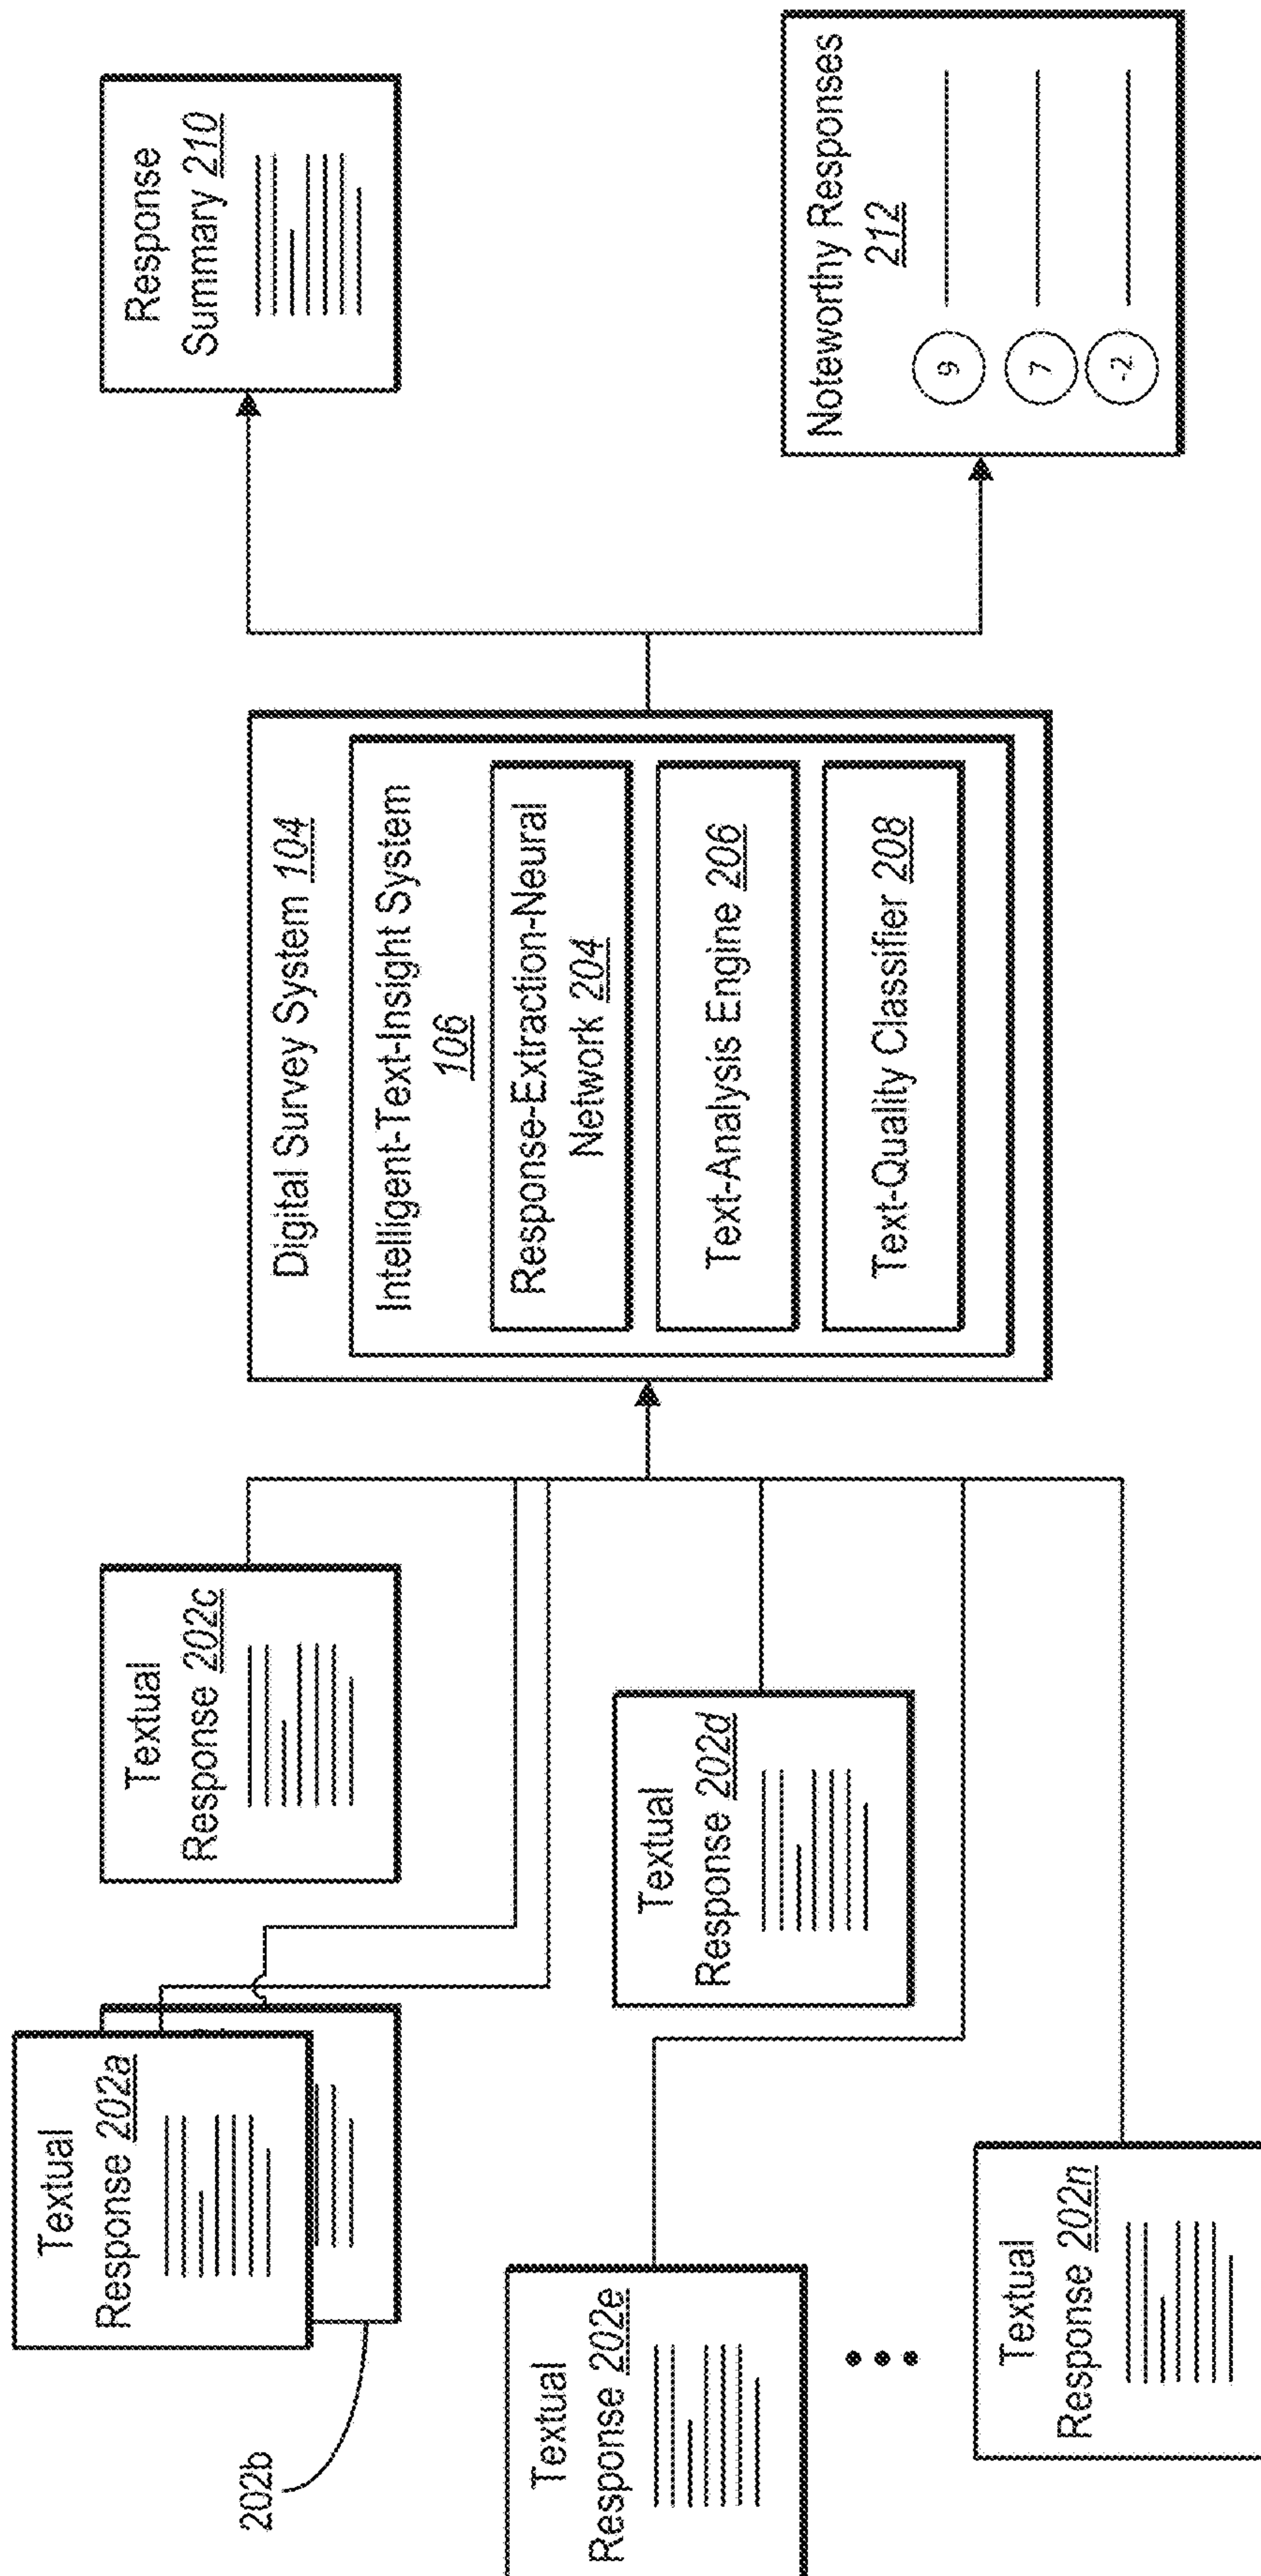 Textual
Response 202a
202b
Textual
Response 202c
Textual
Response 202e
Textual
Response 202d
Textual
Response 202n
Digital Survey System 104
Intelligent-Text-Insight System
106
Response-Extraction-Neural
Network 204
Text-Analysis Engine 206
Text-Quality Classifier 208
Response
Summary 210
Noteworthy Responses
212
9
7
-2